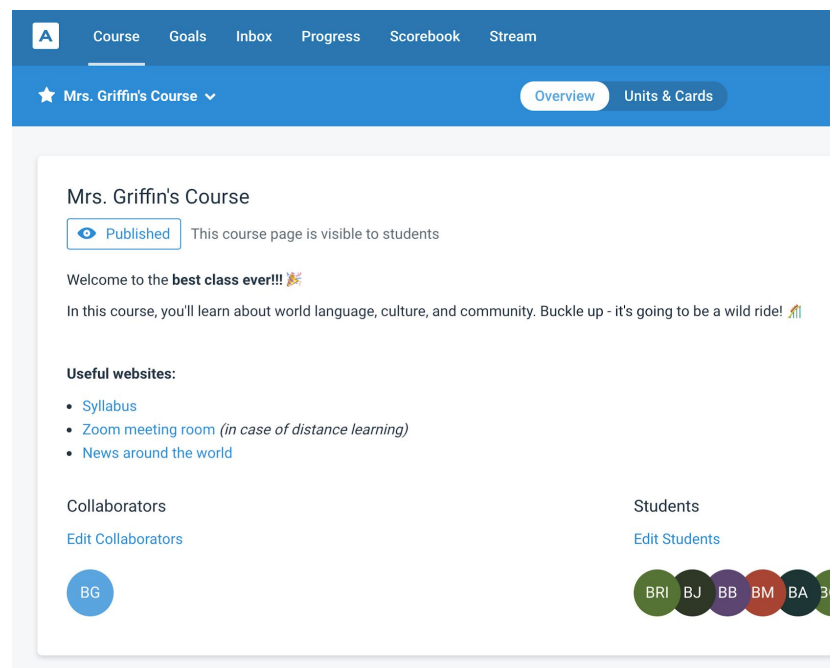 A
Course Goals Inbox Progress Scorebook Stream
Mrs. Griffin's Course
Overview Units & Cards
Mrs. Griffin's Course
Published This course page is visible to students
Welcome to the best class ever!!! 🎉
In this course, you'll learn about world language, culture, and community. Buckle up - it's going to be a wild ride! 🎢
Useful websites:
• Syllabus
• Zoom meeting room (in case of distance learning)
• News around the world
Collaborators
Edit Collaborators
BG
Students
Edit Students
BRI BJ BB BM BA